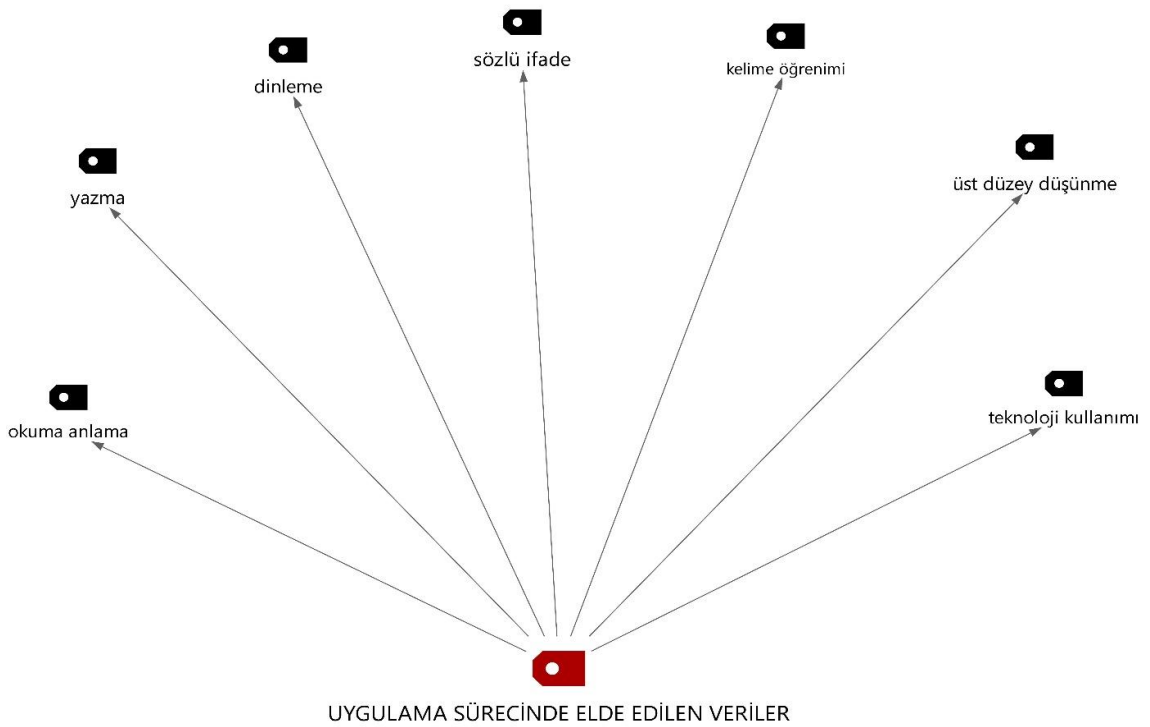 sözlü ifade
kelime öğrenimi
dinleme
üst düzey düşünme
yazma
teknoloji kullanımı
okuma anlama
UYGULAMA SÜRECİNDE ELDE EDİLEN VERİLER